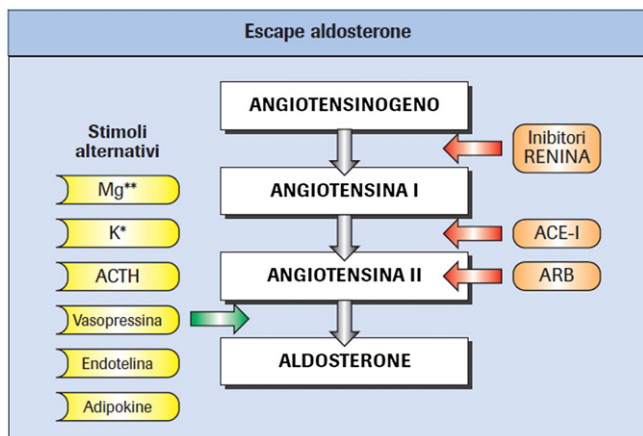 Escape aldosterone
Stimoli
alternativi
Mg**
K*
ACTH
Vasopressina
Endotelina
Adipokine
ANGIOTENSINOGENO
ANGIOTENSINA I
ANGIOTENSINA II
ALDOSTERONE
Inibitori
RENINA
ACE-I
ARB